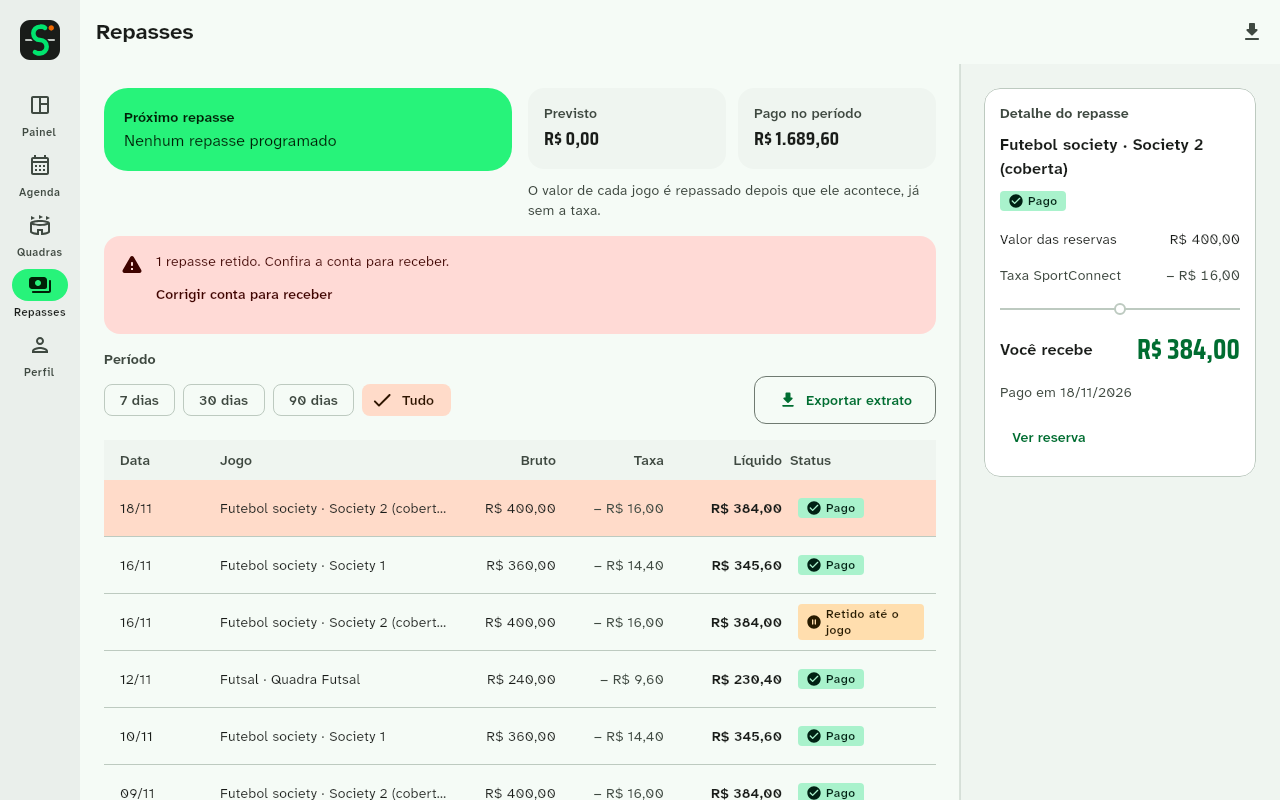 Repasses
Painel
Agenda
Quadras
Repasses
Perfil
Próximo repasse
Nenhum repasse programado
Previsto
R$ 0,00
Pago no período
R$ 1.689,60
O valor de cada jogo é repassado depois que ele acontece, já
sem a taxa.
1 repasse retido. Confira a conta para receber.
Corrigir conta para receber
Período
7 dias
30 dias
90 dias
Tudo
Exportar extrato
Data Jogo Bruto Taxa Líquido Status
18/11 Futebol society · Society 2 (cobert... R$ 400,00 – R$ 16,00 R$ 384,00 Pago
16/11 Futebol society · Society 1 R$ 360,00 – R$ 14,40 R$ 345,60 Pago
16/11 Futebol society · Society 2 (cobert... R$ 400,00 – R$ 16,00 R$ 384,00 Retido até o
jogo
12/11 Futsal · Quadra Futsal R$ 240,00 – R$ 9,60 R$ 230,40 Pago
10/11 Futebol society · Society 1 R$ 360,00 – R$ 14,40 R$ 345,60 Pago
09/11 Futebol society · Society 2 (cobert... R$ 400,00 – R$ 16,00 R$ 384,00 Pago
Detalhe do repasse
Futebol society · Society 2
(coberta)
Pago
Valor das reservas R$ 400,00
Taxa SportConnect – R$ 16,00
Você recebe R$ 384,00
Pago em 18/11/2026
Ver reserva